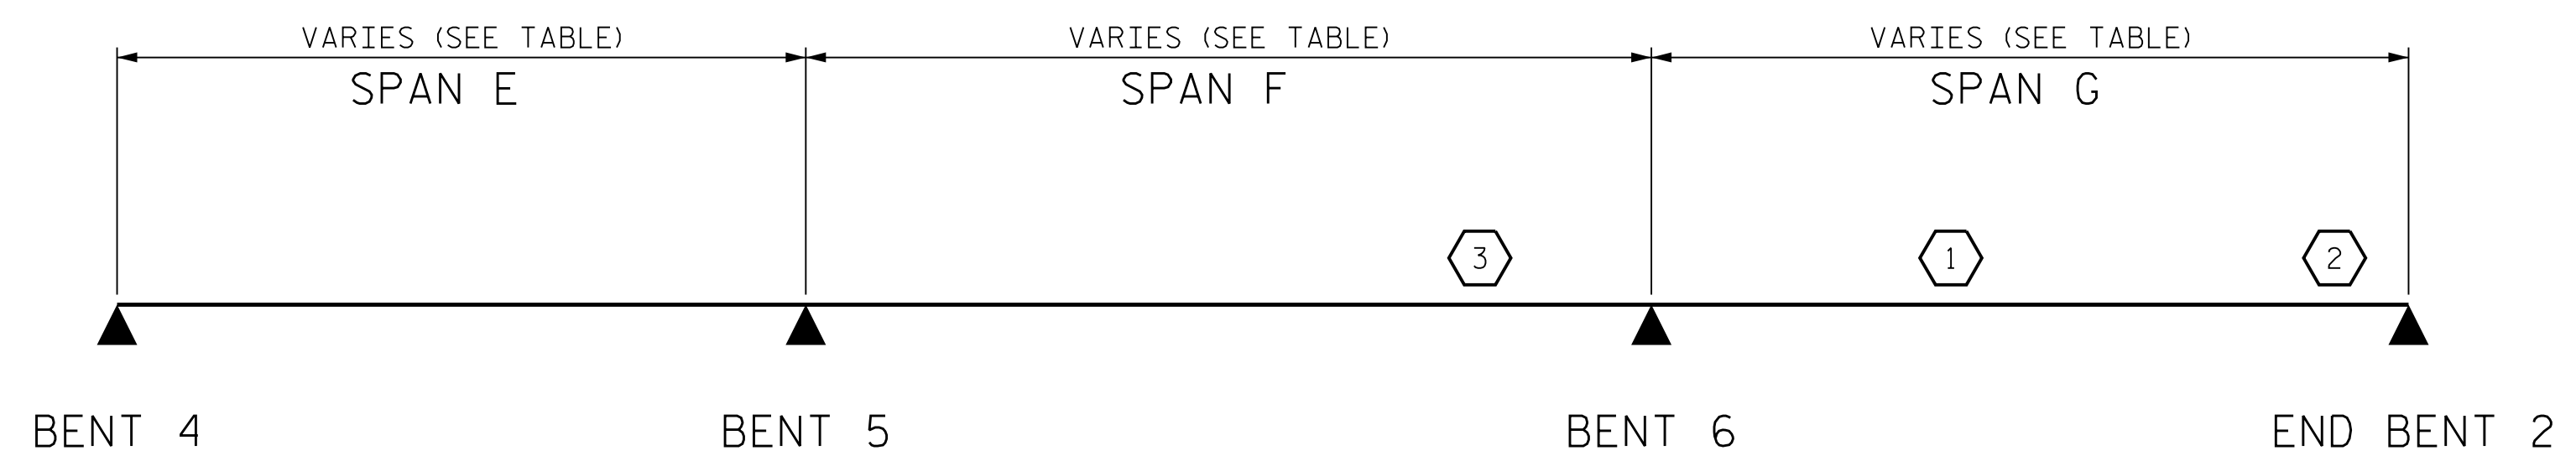 VARIES (SEE TABLE) VARIES (SEE TABLE) VARIES (SEE TABLE)
SPAN E SPAN F SPAN G
3 1 2
BENT 4 BENT 5 BENT 6 END BENT 2